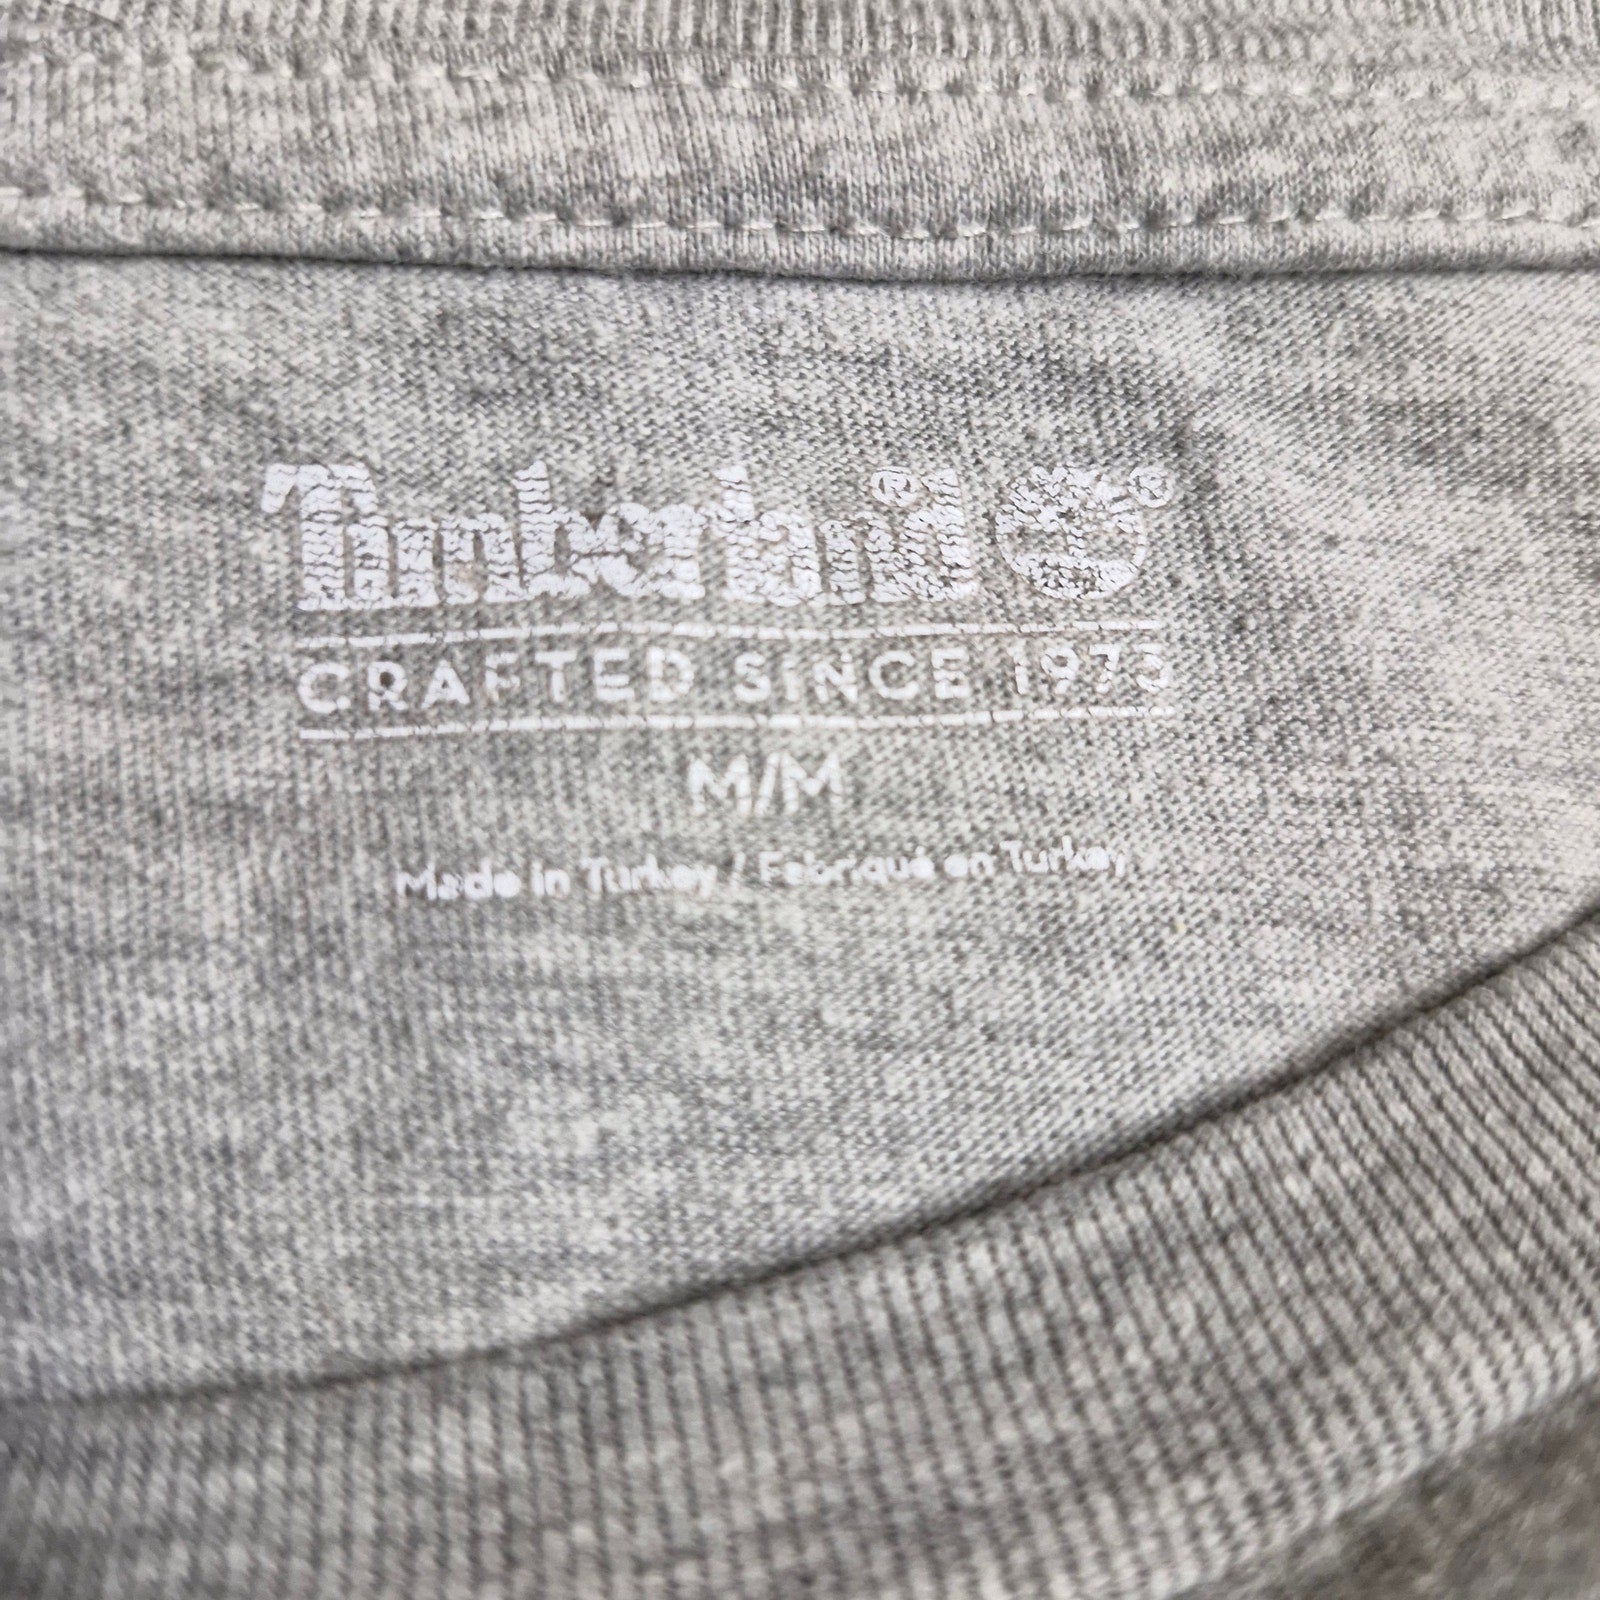 Timberland® ®
CRAFTED SINCE 1973
M/M
Made in Turkey / Fabriqué en Turkey